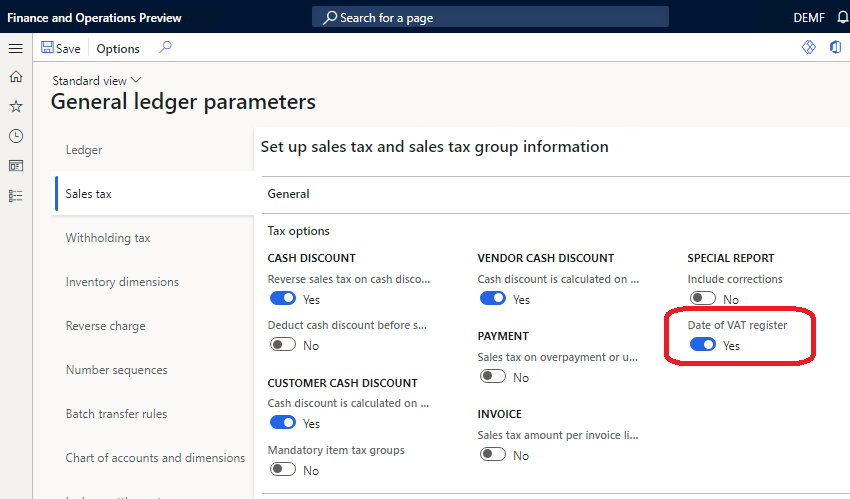 Finance and Operations Preview
Search for a page
DEMF
Save
Options
Standard view
General ledger parameters
Ledger
Sales tax
Withholding tax
Inventory dimensions
Reverse charge
Number sequences
Batch transfer rules
Chart of accounts and dimensions
Set up sales tax and sales tax group information
General
Tax options
CASH DISCOUNT
Reverse sales tax on cash disco...
Yes
Deduct cash discount before s...
No
CUSTOMER CASH DISCOUNT
Cash discount is calculated on ...
Yes
Mandatory item tax groups
No
VENDOR CASH DISCOUNT
Cash discount is calculated on ...
Yes
PAYMENT
Sales tax on overpayment or u...
No
INVOICE
Sales tax amount per invoice li...
No
SPECIAL REPORT
Include corrections
No
Date of VAT register
Yes